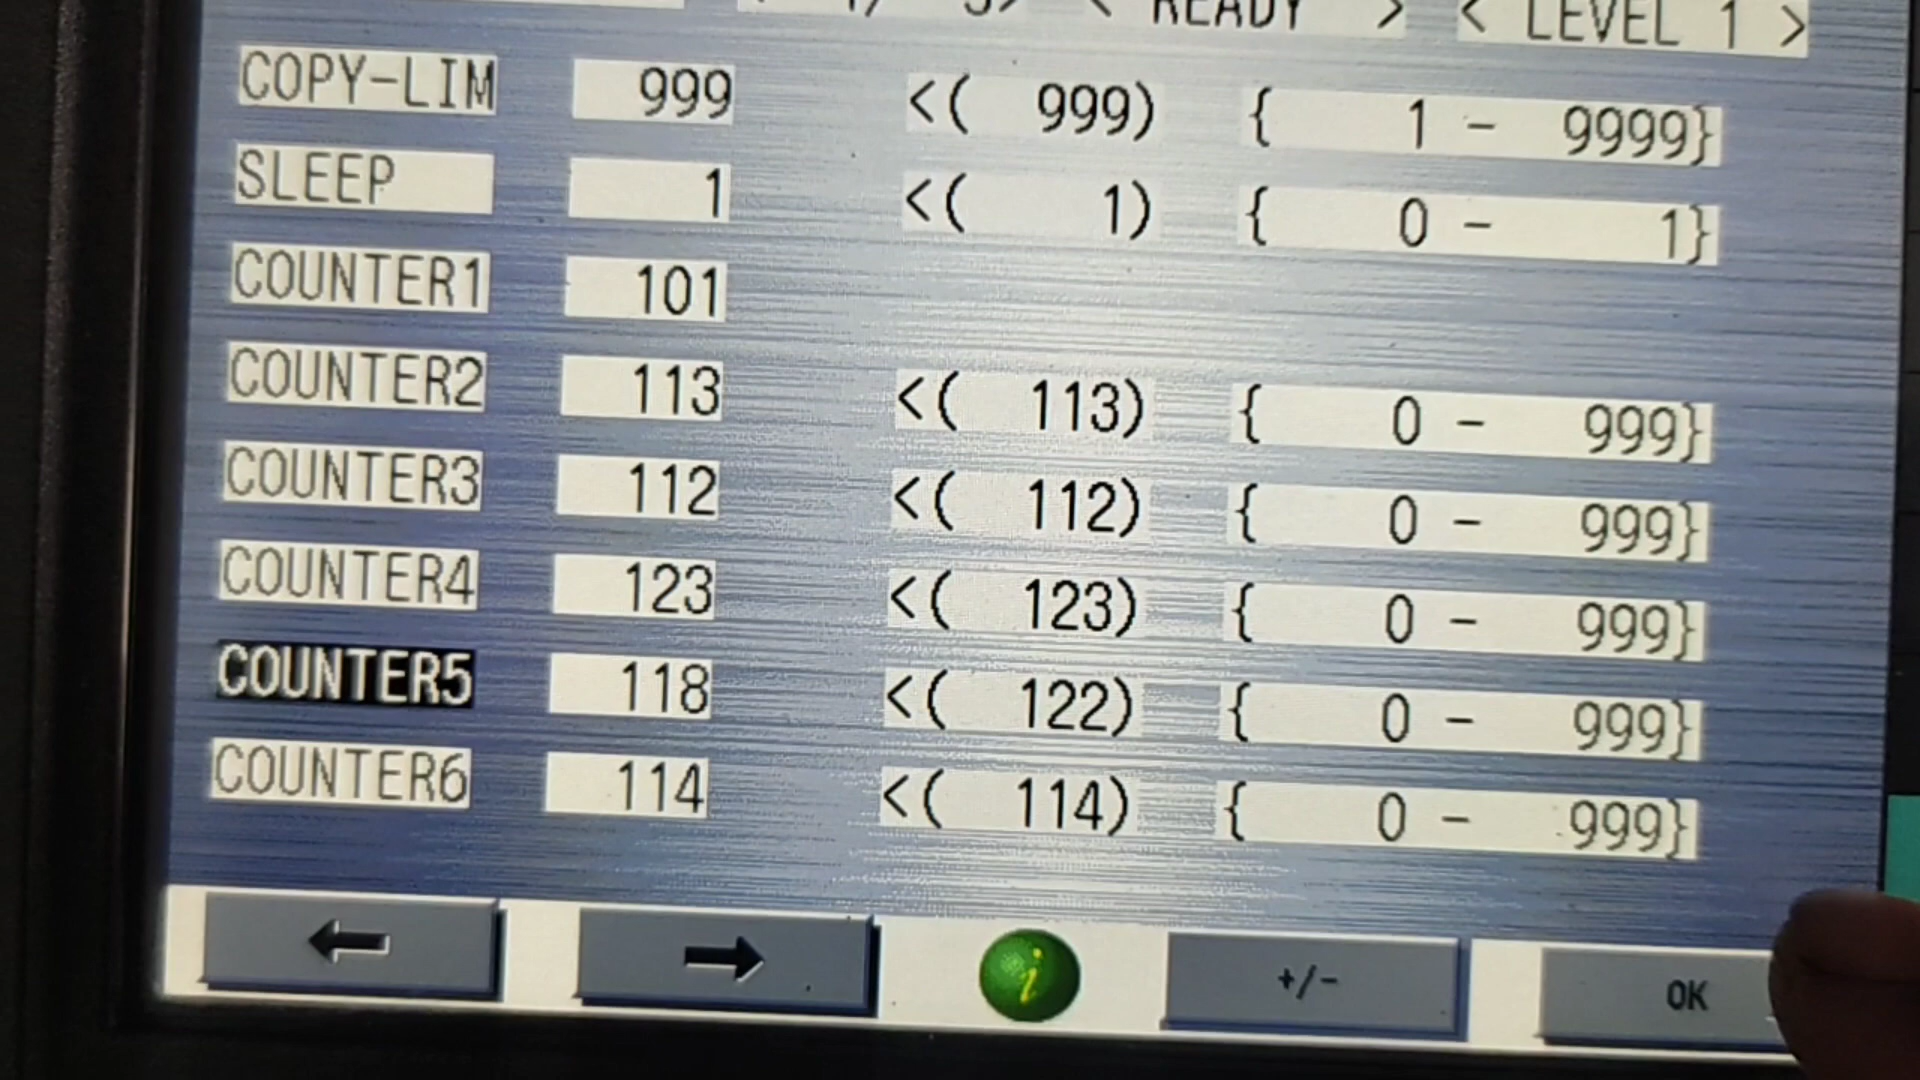 < READY > < LEVEL 1 >
COPY-LIM 999 <( 999) { 1 - 9999}
SLEEP 1 <( 1) { 0 - 1}
COUNTER1 101
COUNTER2 113 <( 113) { 0 - 999}
COUNTER3 112 <( 112) { 0 - 999}
COUNTER4 123 <( 123) { 0 - 999}
COUNTER5 118 <( 122) { 0 - 999}
COUNTER6 114 <( 114) { 0 - 999}
← → i +/- OK